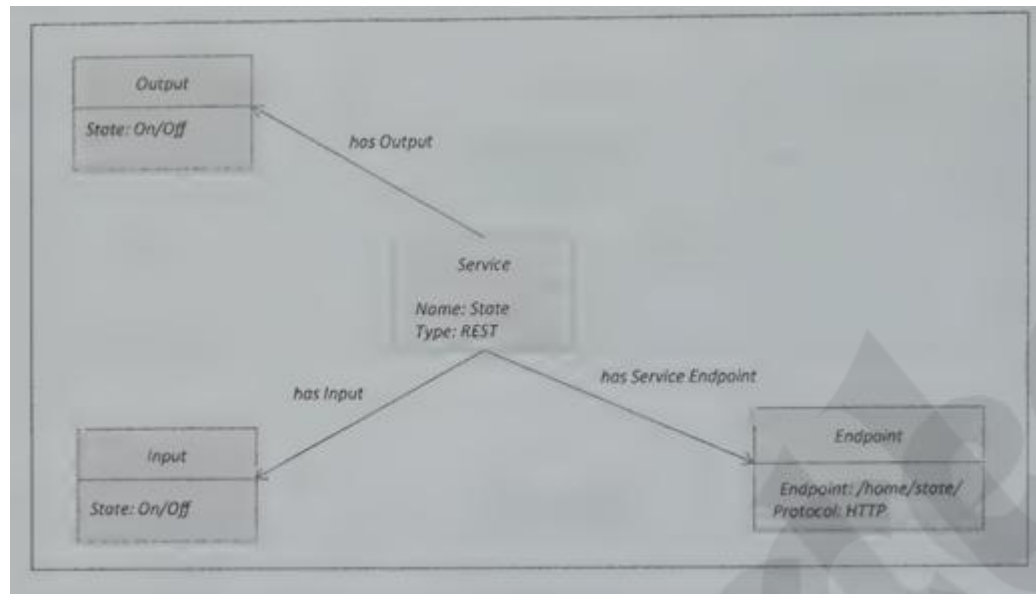 Output
State: On/Off
has Output
Service
Name: State
Type: REST
has Input
has Service Endpoint
Input
State: On/Off
Endpoint
Endpoint: /home/state/
Protocol: HTTP